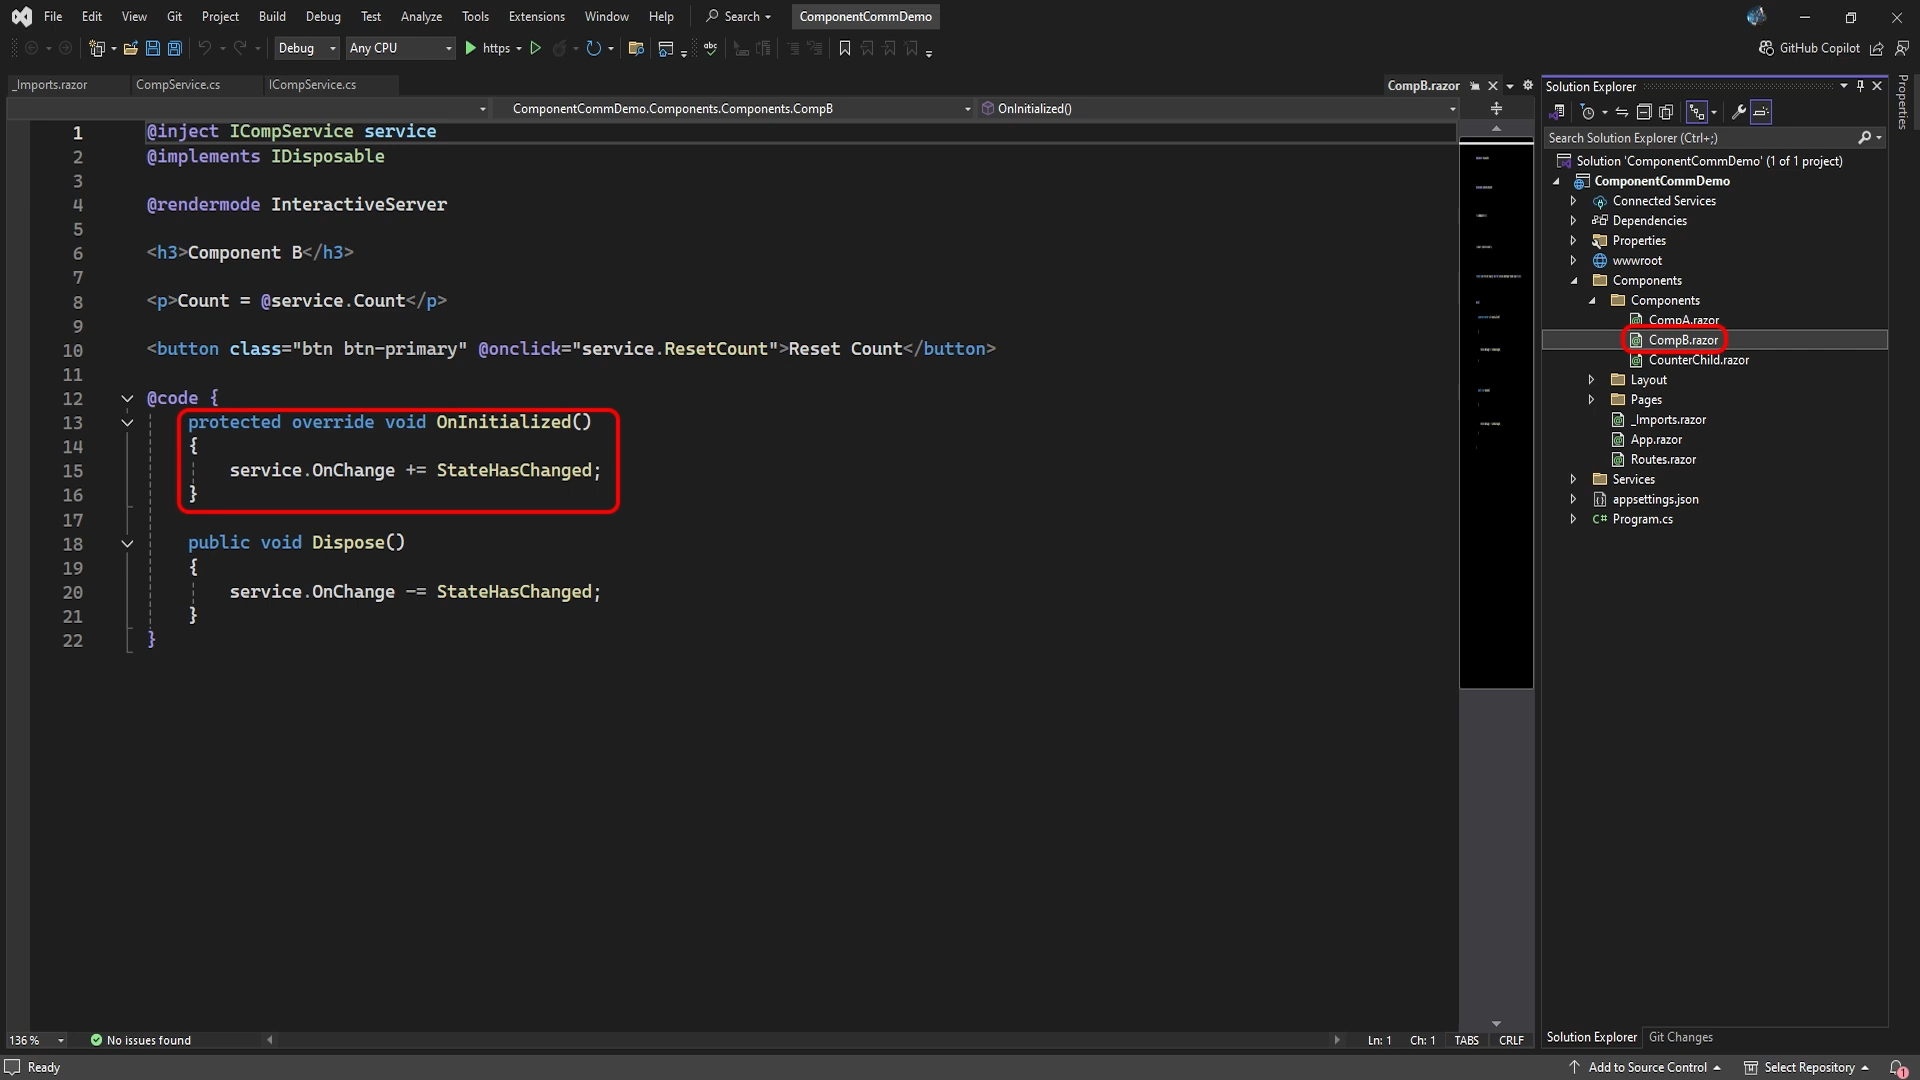 File Edit View Git Project Build Debug Test Analyze Tools Extensions Window Help Search ComponentCommDemo
Debug Any CPU https GitHub Copilot
_Imports.razor CompService.cs ICompService.cs CompB.razor
ComponentCommDemo.Components.Components.CompB OnInitialized()
1 @inject ICompService service
2 @implements IDisposable
3
4 @rendermode InteractiveServer
5
6 <h3>Component B</h3>
7
8 <p>Count = @service.Count</p>
9
10 <button class="btn btn-primary" @onclick="service.ResetCount">Reset Count</button>
11
12 @code {
13 protected override void OnInitialized()
14 {
15 service.OnChange += StateHasChanged;
16 }
17
18 public void Dispose()
19 {
20 service.OnChange -= StateHasChanged;
21 }
22 }
Solution Explorer
Search Solution Explorer (Ctrl+;)
Solution 'ComponentCommDemo' (1 of 1 project)
ComponentCommDemo
Connected Services
Dependencies
Properties
wwwroot
Components
Components
CompA.razor
CompB.razor
CounterChild.razor
Layout
Pages
_Imports.razor
App.razor
Routes.razor
Services
appsettings.json
C# Program.cs
Properties
136 % No issues found Ln: 1 Ch: 1 TABS CRLF
Solution Explorer Git Changes
Ready Add to Source Control Select Repository 1